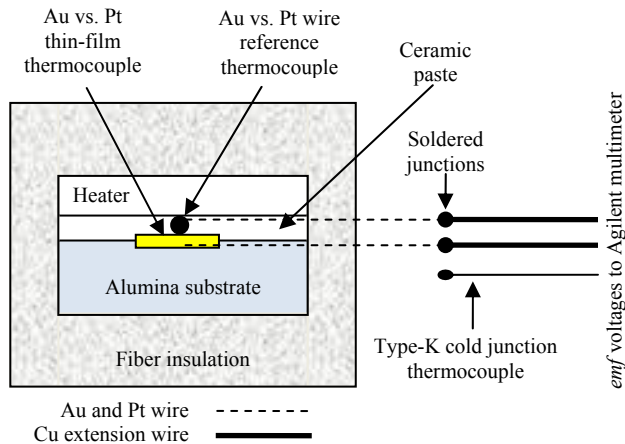 Au vs. Pt
thin-film
thermocouple
Au vs. Pt wire
reference
thermocouple
Ceramic
paste
Soldered
junctions
Heater
Alumina substrate
Fiber insulation
Type-K cold junction
thermocouple
emf voltages to Agilent multimeter
Au and Pt wire
Cu extension wire